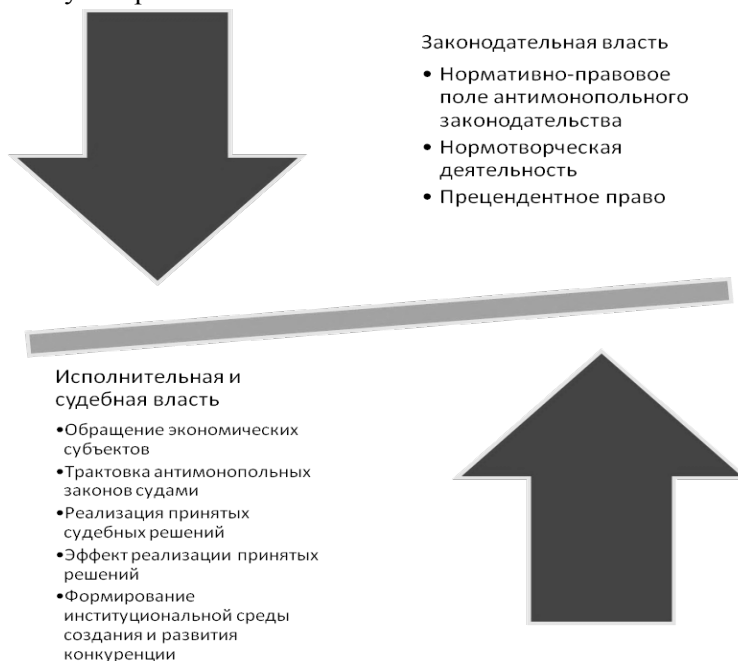 Законодательная власть
• Нормативно-правовое
поле антимонопольного
законодательства
• Нормотворческая
деятельность
• Прецендентное право
Исполнительная и
судебная власть
•Обращение экономических
субъектов
•Трактовка антимонопольных
законов судами
•Реализация принятых
судебных решений
•Эффект реализации принятых
решений
•Формирование
институциональной среды
создания и развития
конкуренции